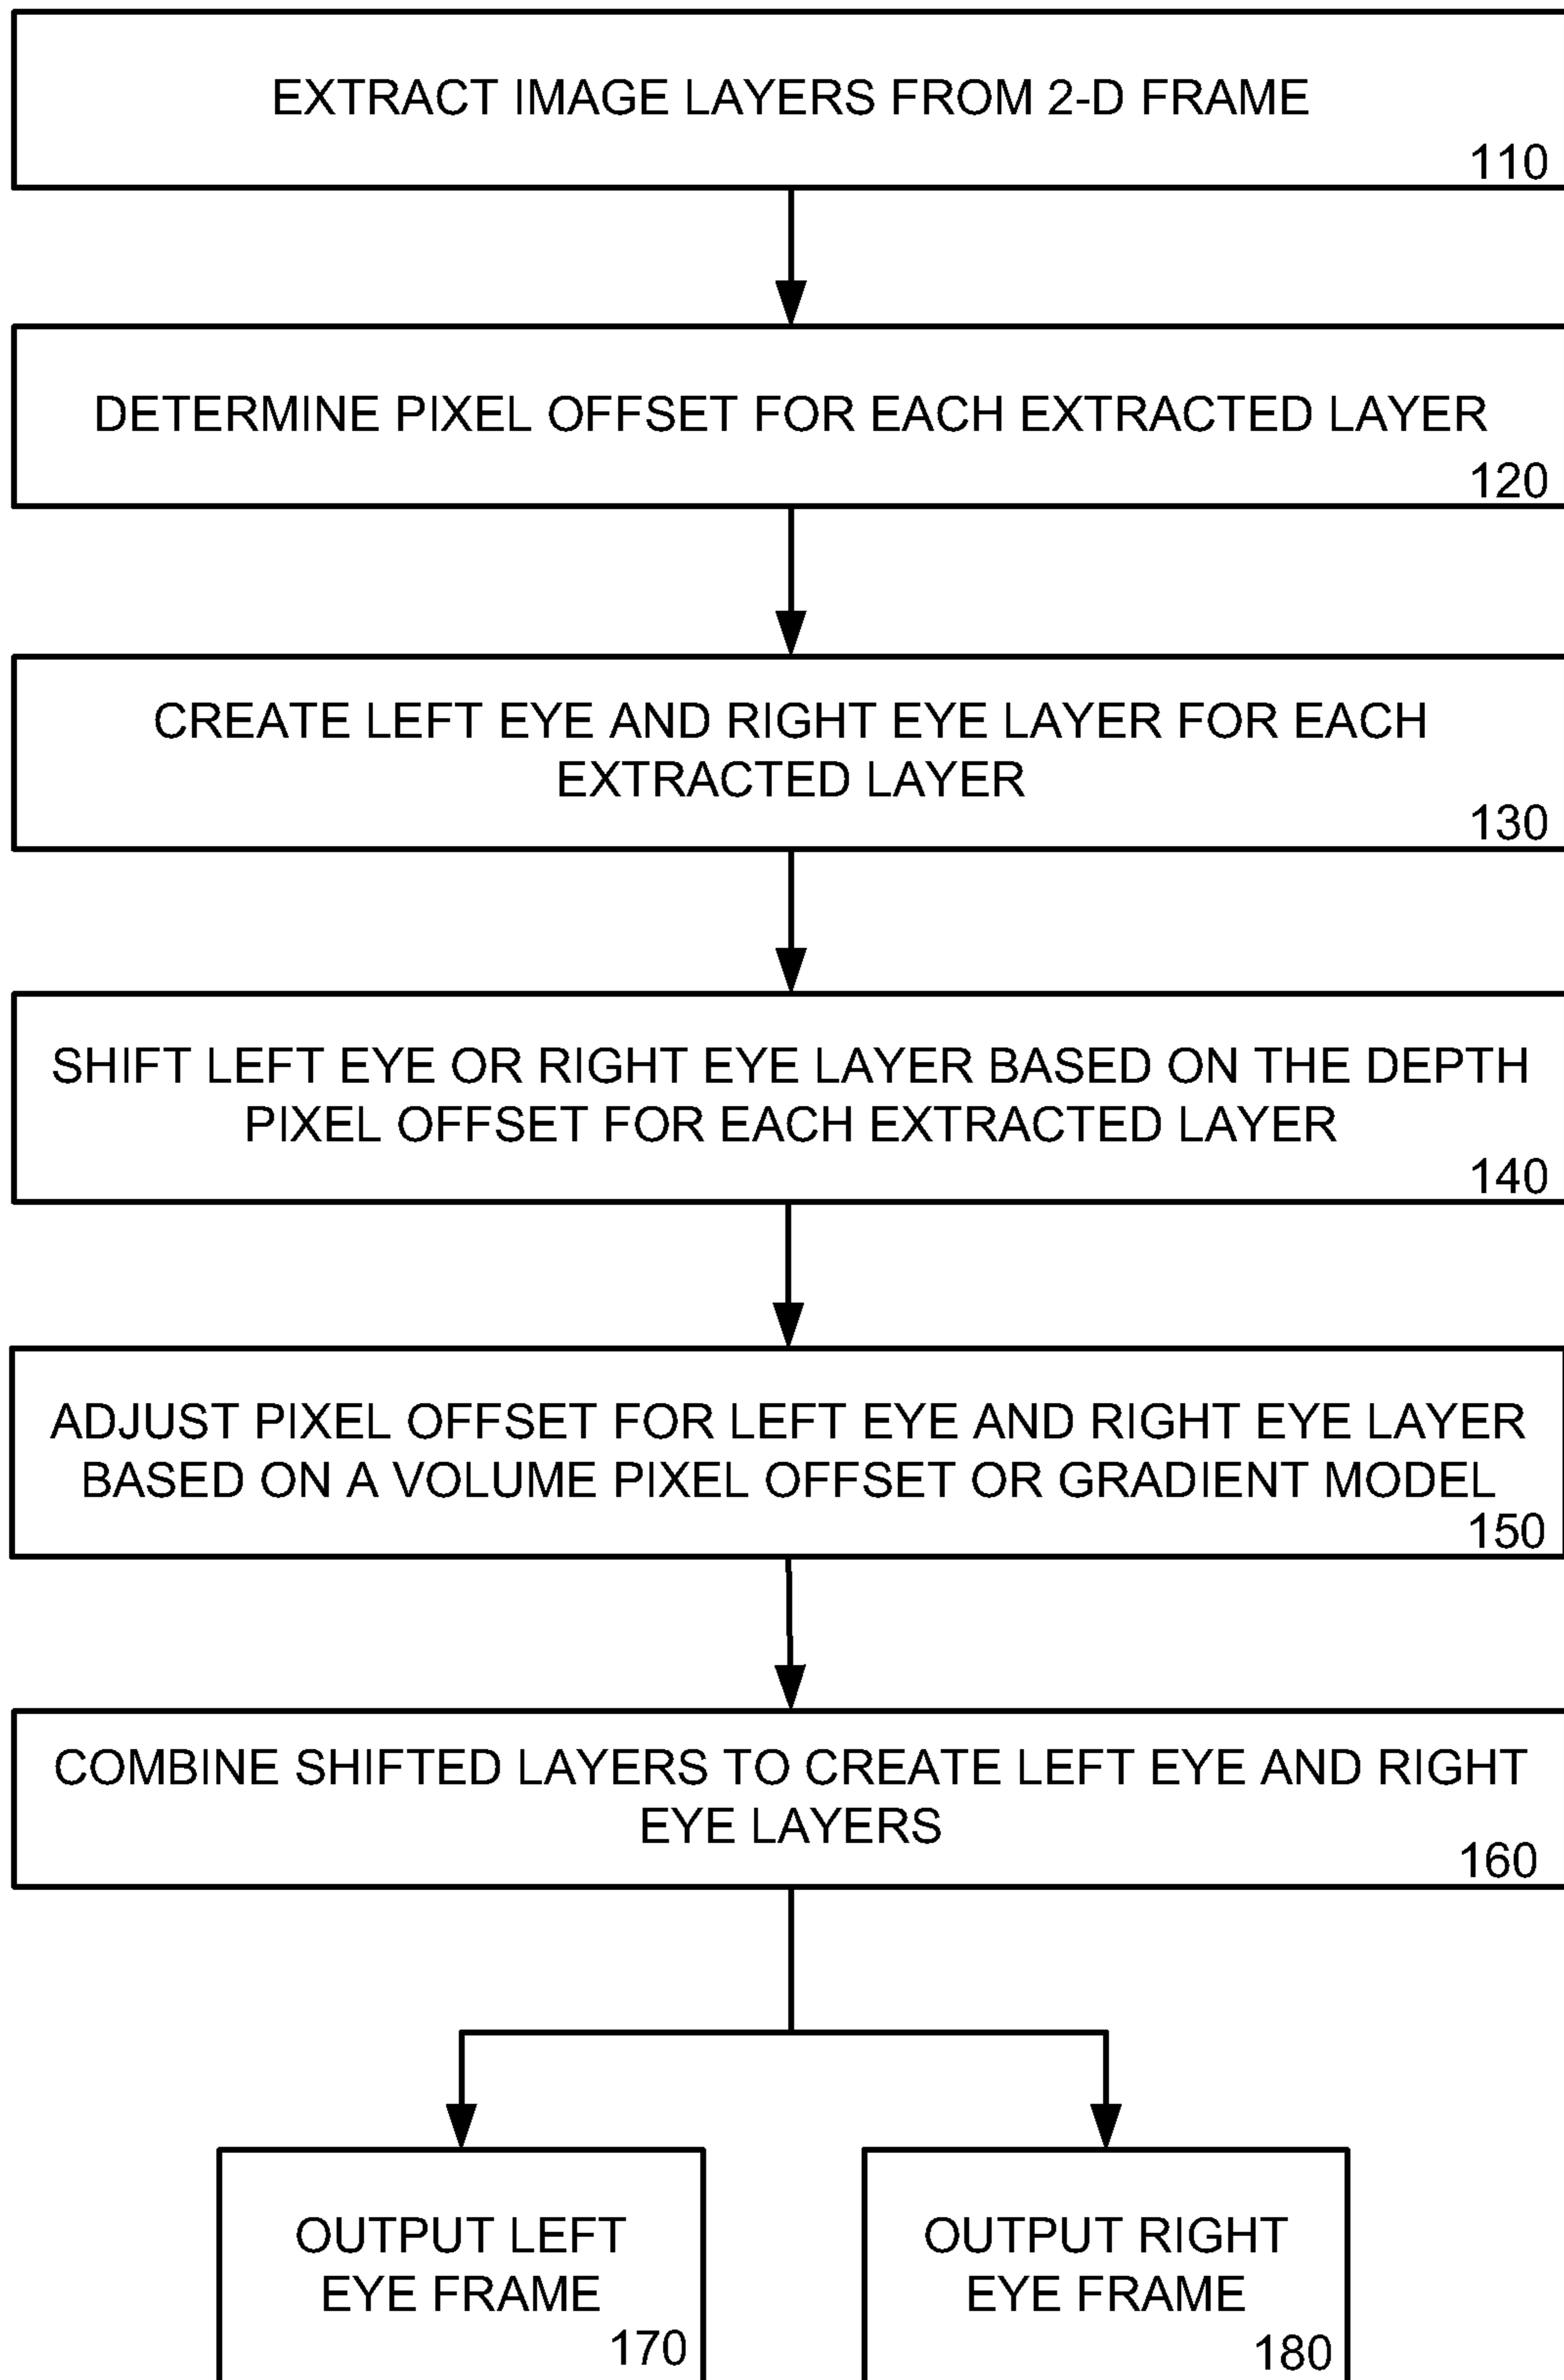 EXTRACT IMAGE LAYERS FROM 2-D FRAME
110
DETERMINE PIXEL OFFSET FOR EACH EXTRACTED LAYER
120
CREATE LEFT EYE AND RIGHT EYE LAYER FOR EACH
EXTRACTED LAYER
130
SHIFT LEFT EYE OR RIGHT EYE LAYER BASED ON THE DEPTH
PIXEL OFFSET FOR EACH EXTRACTED LAYER
140
ADJUST PIXEL OFFSET FOR LEFT EYE AND RIGHT EYE LAYER
BASED ON A VOLUME PIXEL OFFSET OR GRADIENT MODEL
150
COMBINE SHIFTED LAYERS TO CREATE LEFT EYE AND RIGHT
EYE LAYERS
160
OUTPUT LEFT
EYE FRAME
170
OUTPUT RIGHT
EYE FRAME
180